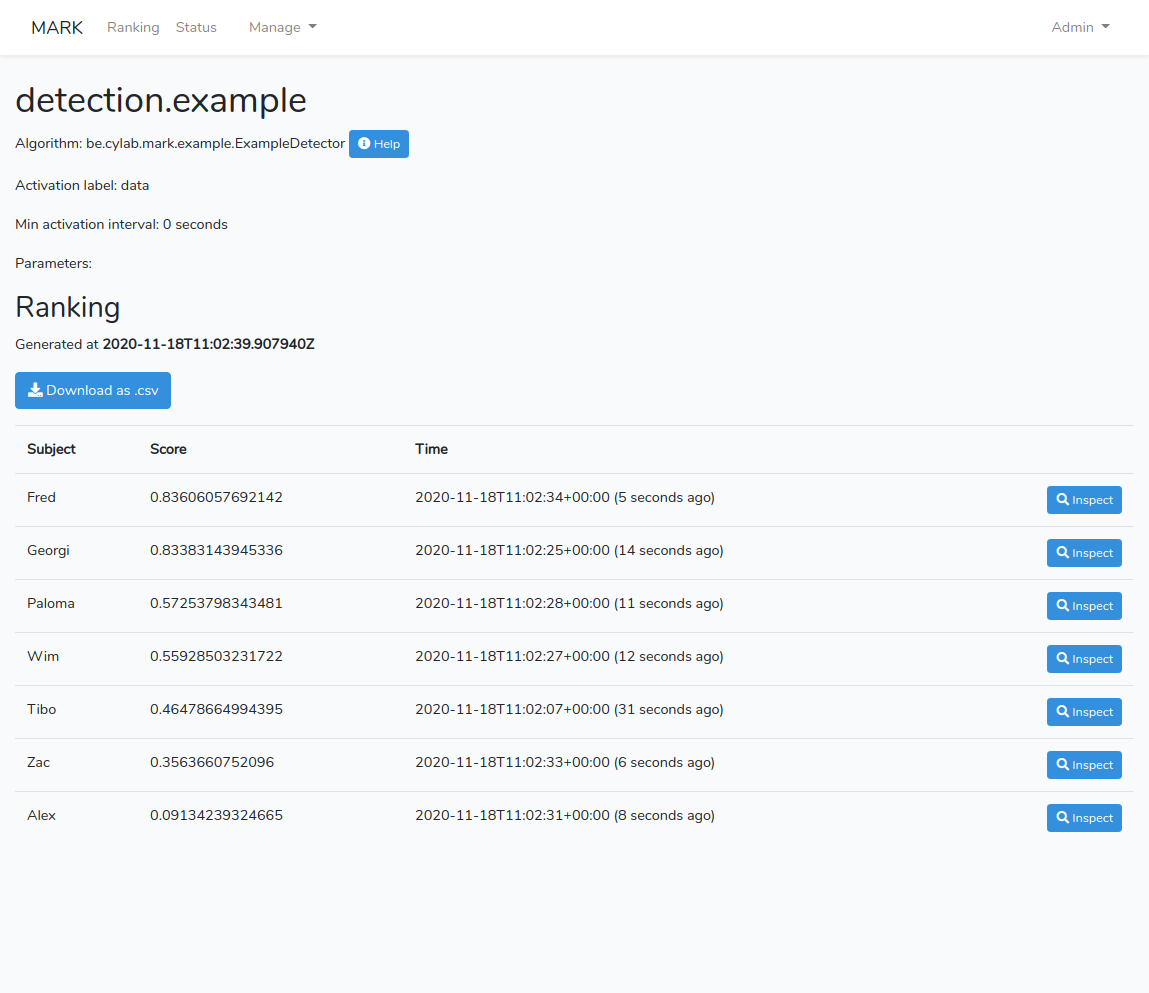 MARK Ranking Status Manage Admin
detection.example
Algorithm: be.cylab.mark.example.ExampleDetector Help
Activation label: data
Min activation interval: 0 seconds
Parameters:
Ranking
Generated at 2020-11-18T11:02:39.907940Z
Download as .csv
Subject Score Time
Fred 0.83606057692142 2020-11-18T11:02:34+00:00 (5 seconds ago) Inspect
Georgi 0.83383143945336 2020-11-18T11:02:25+00:00 (14 seconds ago) Inspect
Paloma 0.57253798343481 2020-11-18T11:02:28+00:00 (11 seconds ago) Inspect
Wim 0.55928503231722 2020-11-18T11:02:27+00:00 (12 seconds ago) Inspect
Tibo 0.46478664994395 2020-11-18T11:02:07+00:00 (31 seconds ago) Inspect
Zac 0.3563660752096 2020-11-18T11:02:33+00:00 (6 seconds ago) Inspect
Alex 0.09134239324665 2020-11-18T11:02:31+00:00 (8 seconds ago) Inspect